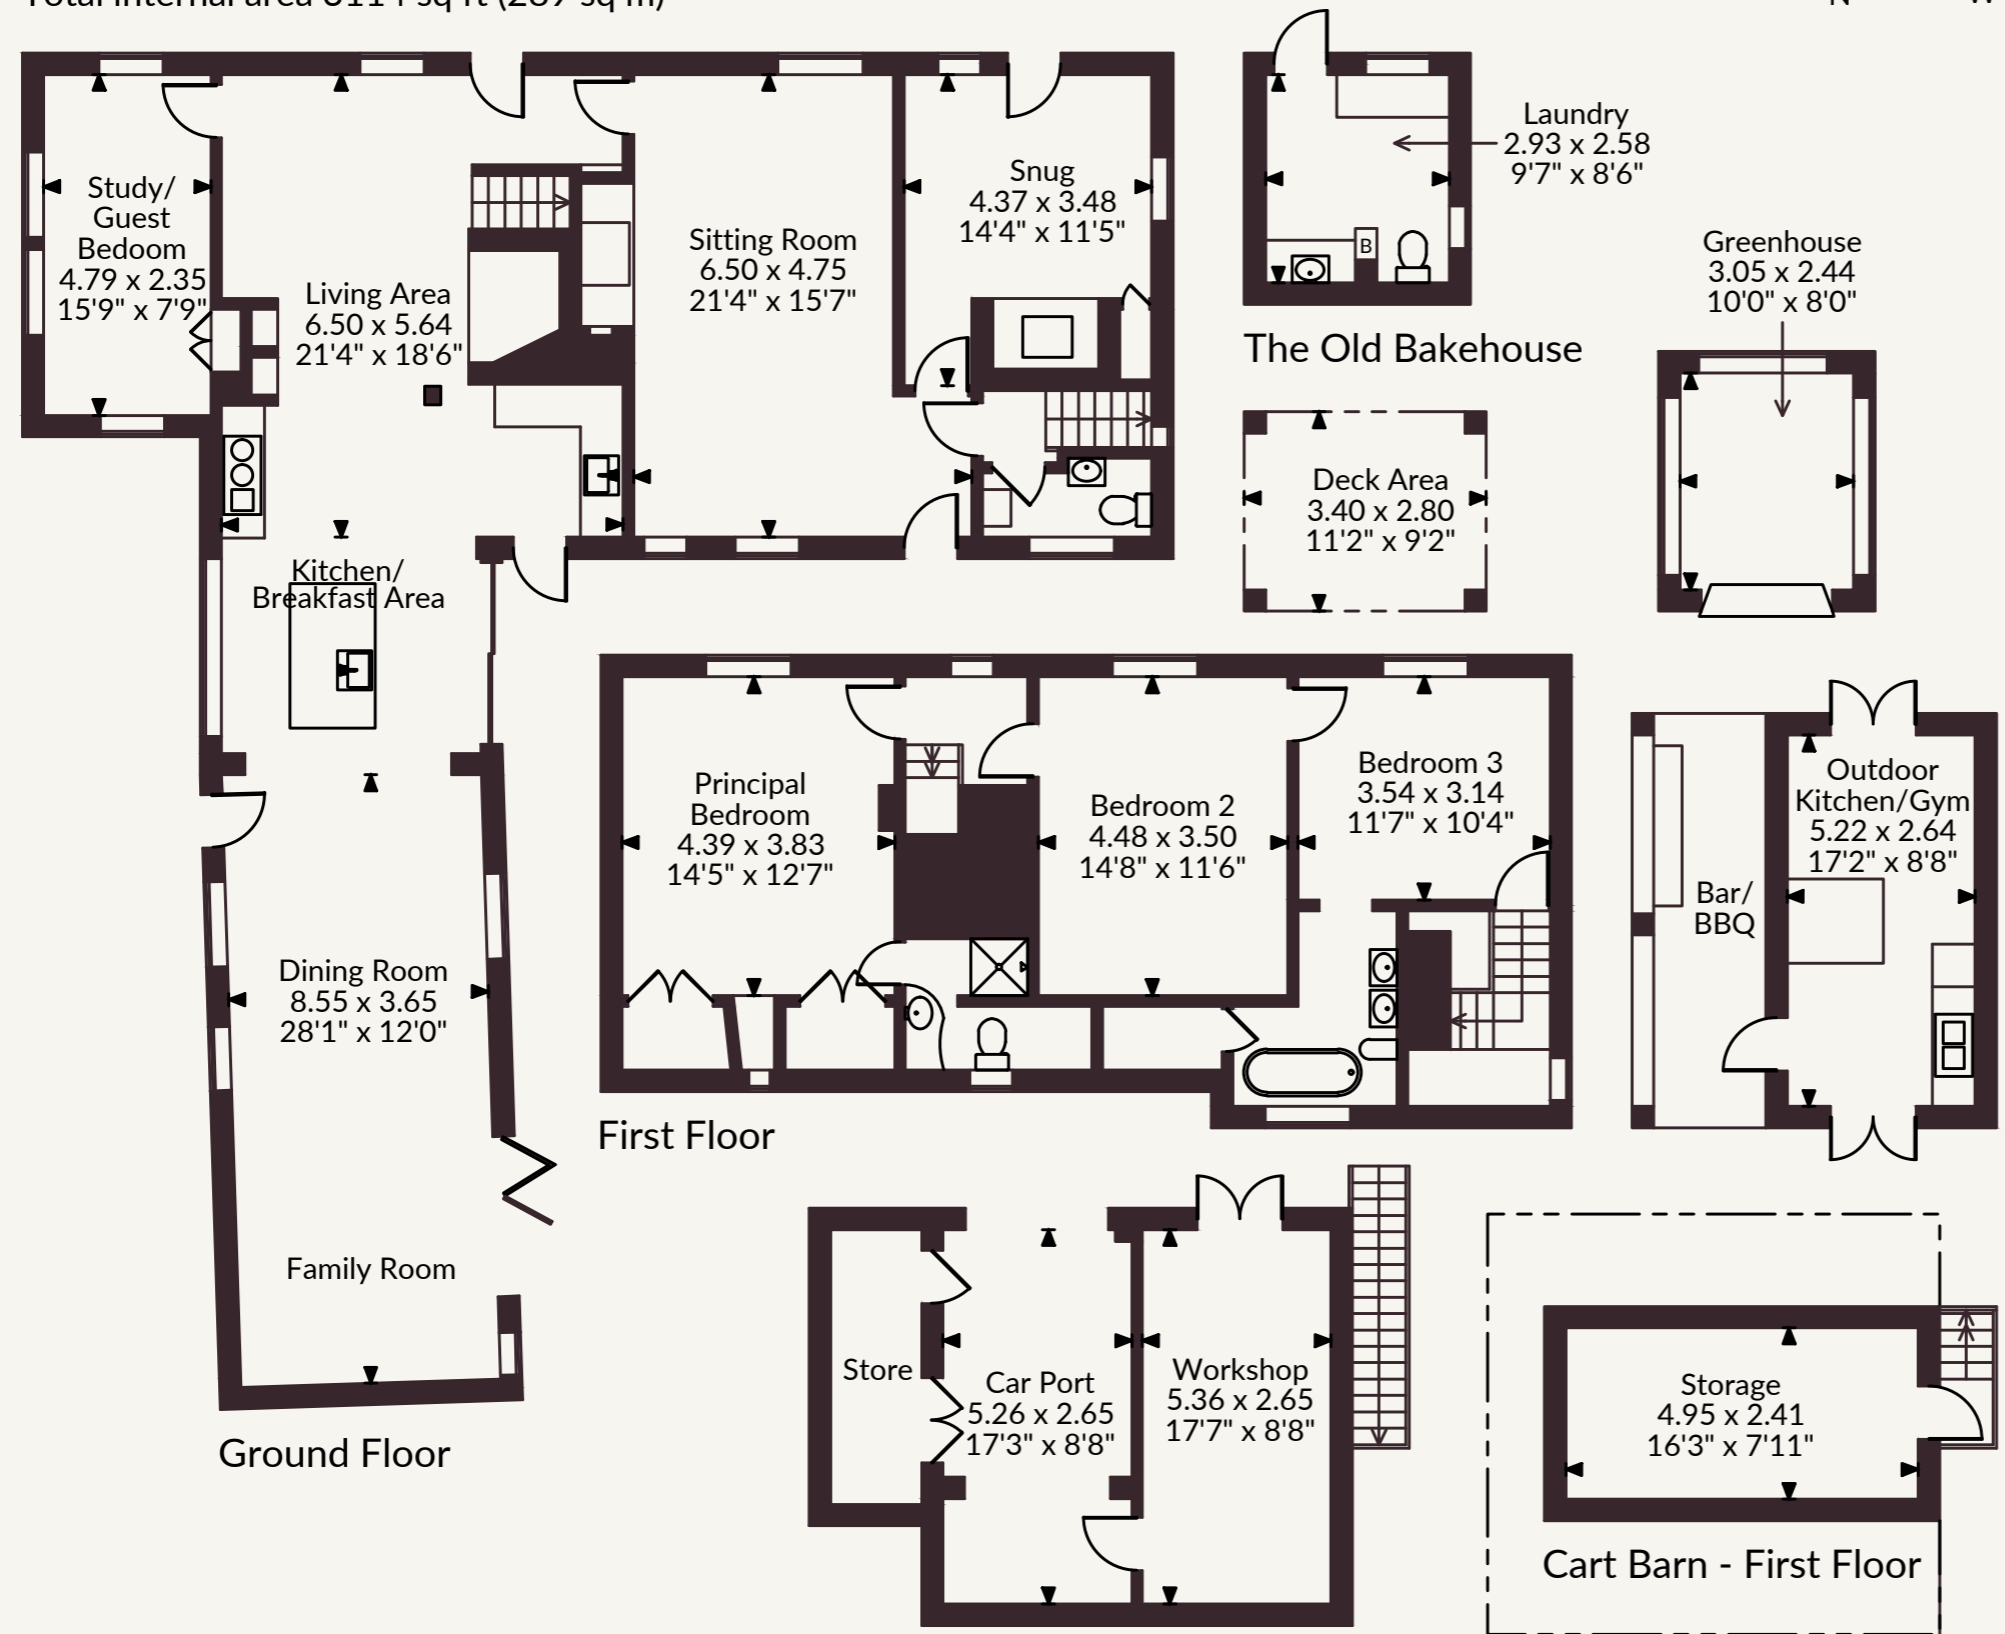 Study/
Guest
Bedoom
4.79 x 2.35
15'9" x 7'9"
Living Area
6.50 x 5.64
21'4" x 18'6"
Sitting Room
6.50 x 4.75
21'4" x 15'7"
Snug
4.37 x 3.48
14'4" x 11'5"
Laundry
2.93 x 2.58
9'7" x 8'6"
B
The Old Bakehouse
Greenhouse
3.05 x 2.44
10'0" x 8'0"
Deck Area
3.40 x 2.80
11'2" x 9'2"
Kitchen/
Breakfast Area
Principal
Bedroom
4.39 x 3.83
14'5" x 12'7"
Bedroom 2
4.48 x 3.50
14'8" x 11'6"
Bedroom 3
3.54 x 3.14
11'7" x 10'4"
Outdoor
Kitchen/Gym
5.22 x 2.64
17'2" x 8'8"
Bar/
BBQ
Dining Room
8.55 x 3.65
28'1" x 12'0"
First Floor
Family Room
Ground Floor
Store
Car Port
5.26 x 2.65
17'3" x 8'8"
Workshop
5.36 x 2.65
17'7" x 8'8"
Storage
4.95 x 2.41
16'3" x 7'11"
Cart Barn - First Floor